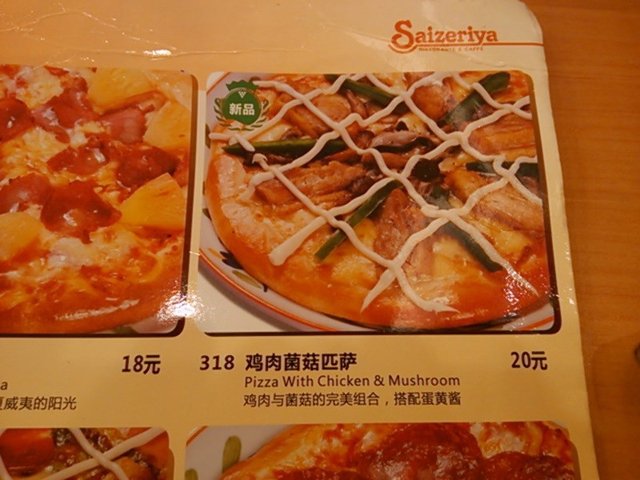 Saizeriya
RISTORANTE E CAFFÉ
新品
18元
318 鸡肉菌菇匹萨 20元
a
Pizza With Chicken & Mushroom
威夷的阳光
鸡肉与菌菇的完美组合，搭配蛋黄酱